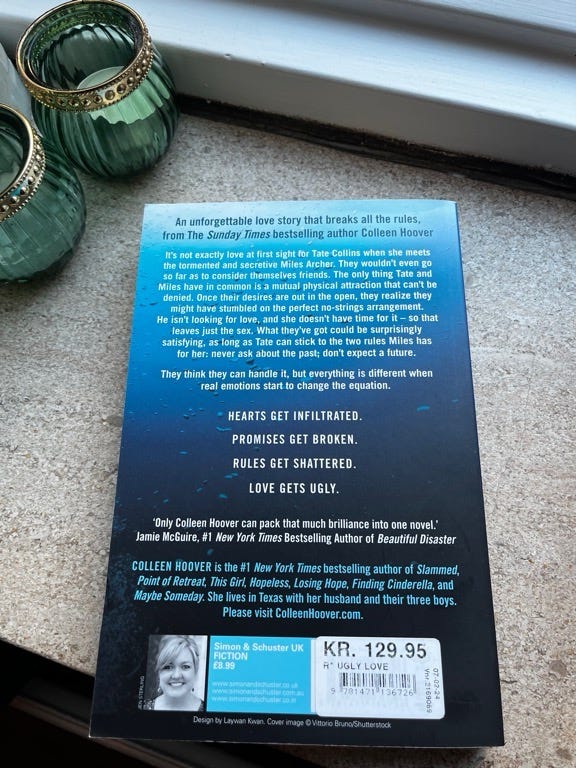 An unforgettable love story that breaks all the rules,
from The Sunday Times bestselling author Colleen Hoover
It's not exactly love at first sight for Tate Collins when she meets
the tormented and secretive Miles Archer. They wouldn't even go
so far as to consider themselves friends. The only thing Tate and
Miles have in common is a mutual physical attraction that can't be
denied. Once their desires are out in the open, they realize they
might have stumbled on the perfect no-strings arrangement.
He isn't looking for love, and she doesn't have time for it – so that
leaves just the sex. What they've got could be surprisingly
satisfying, as long as Tate can stick to the two rules Miles has
for her: never ask about the past; don't expect a future.
They think they can handle it, but everything is different when
real emotions start to change the equation.
HEARTS GET INFILTRATED.
PROMISES GET BROKEN.
RULES GET SHATTERED.
LOVE GETS UGLY.
'Only Colleen Hoover can pack that much brilliance into one novel.'
Jamie McGuire, #1 New York Times Bestselling Author of Beautiful Disaster
COLLEEN HOOVER is the #1 New York Times bestselling author of Slammed,
Point of Retreat, This Girl, Hopeless, Losing Hope, Finding Cinderella, and
Maybe Someday. She lives in Texas with her husband and their three boys.
Please visit ColleenHoover.com.
Simon & Schuster UK
FICTION
£8.99
www.simonandschuster.co.uk
www.simonandschuster.com.au
www.simonandschuster.co.in
KR. 129.95
R* UGLY LOVE
9 781471 136726
07-02-24
Vnr.2169069
Design by Laywan Kwan. Cover image © Vittorio Bruno/Shutterstock